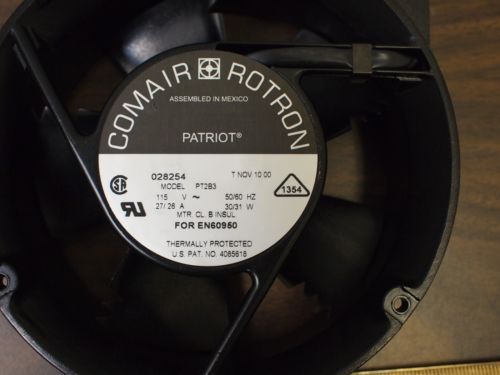 COMAIR ROTRON
ASSEMBLED IN MEXICO
PATRIOT®
028254 T NOV 10 00
MODEL PT2B3
115 V ~ 50/60 HZ
27/26 A 30/31 W
MTR. CL. B INSUL
FOR EN60950
THERMALLY PROTECTED
U.S. PAT. NO. 4085618
1354